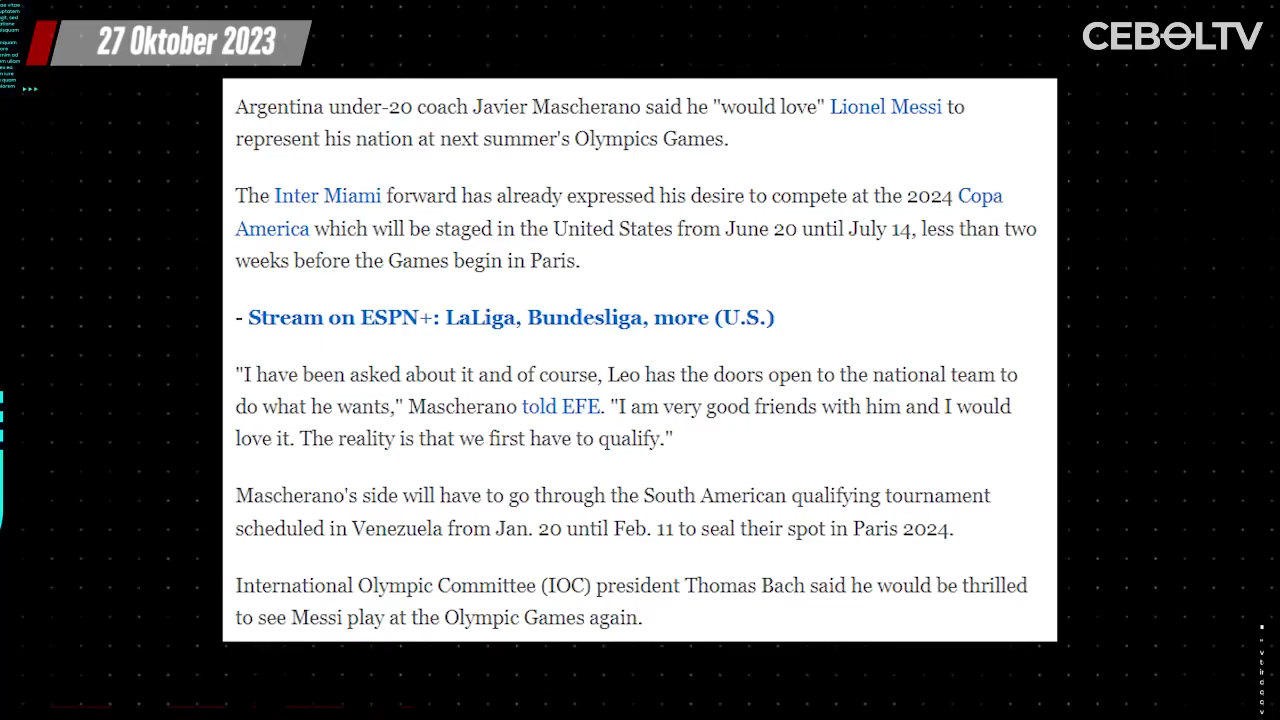 27 Oktober 2023
CEBOLTV
Argentina under-20 coach Javier Mascherano said he "would love" Lionel Messi to
represent his nation at next summer's Olympics Games.
The Inter Miami forward has already expressed his desire to compete at the 2024 Copa
America which will be staged in the United States from June 20 until July 14, less than two
weeks before the Games begin in Paris.
- Stream on ESPN+: LaLiga, Bundesliga, more (U.S.)
"I have been asked about it and of course, Leo has the doors open to the national team to
do what he wants," Mascherano told EFE. "I am very good friends with him and I would
love it. The reality is that we first have to qualify."
Mascherano's side will have to go through the South American qualifying tournament
scheduled in Venezuela from Jan. 20 until Feb. 11 to seal their spot in Paris 2024.
International Olympic Committee (IOC) president Thomas Bach said he would be thrilled
to see Messi play at the Olympic Games again.